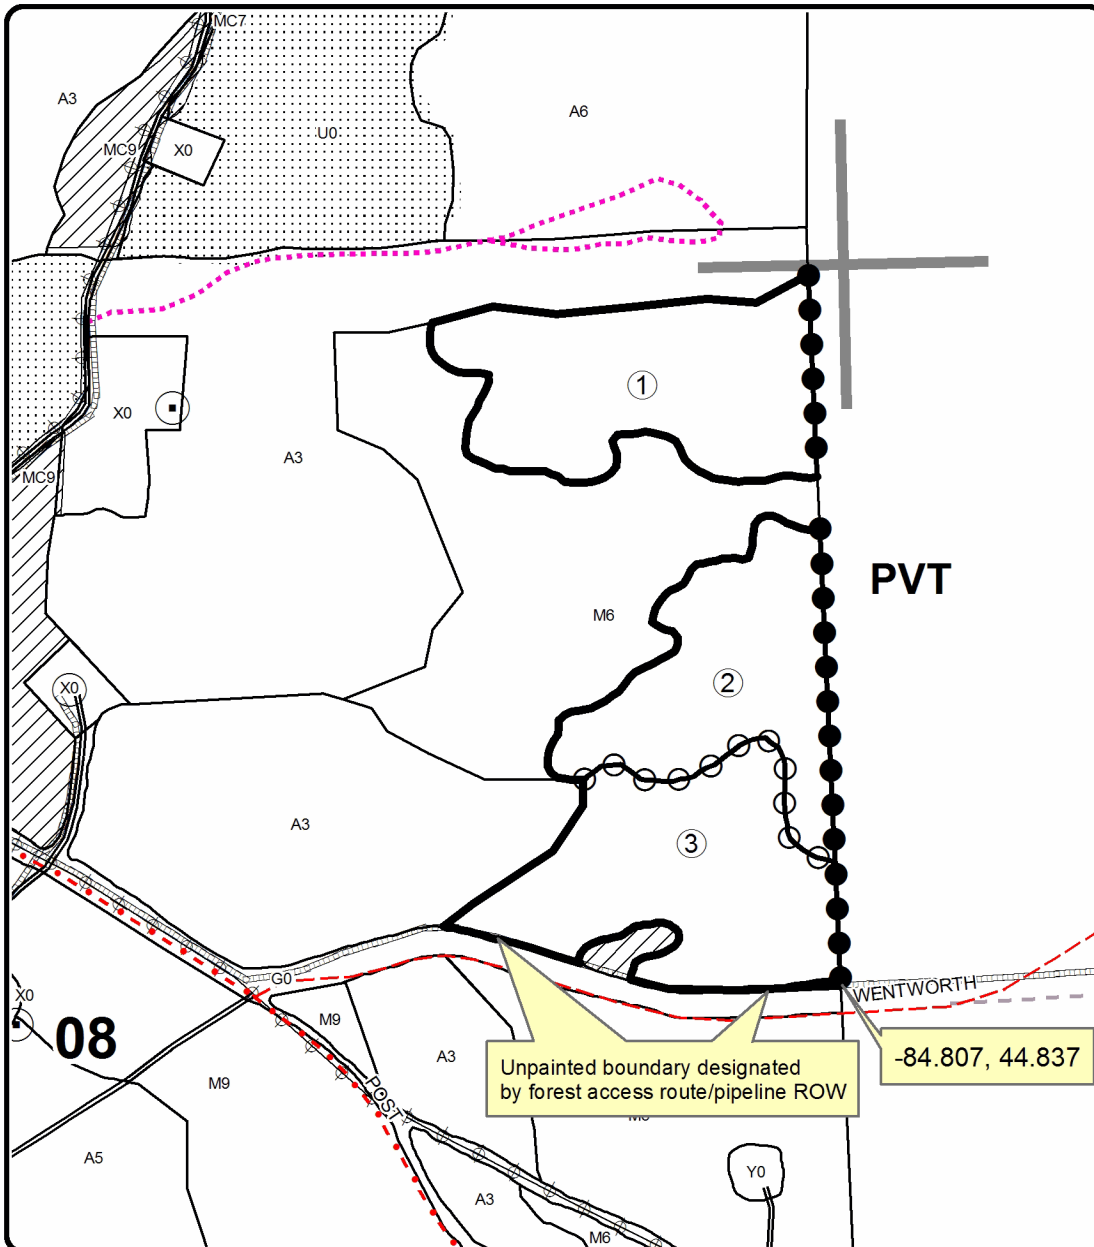 MC7
A3
A6
U0
MC9
X0
1
X0
A3
MC9
PVT
M6
X0
2
A3
3
G0
WENTWORTH
X0
M9
08
A3
-84.807, 44.837
Unpainted boundary designated
by forest access route/pipeline ROW
M9
POST
A5
Y0
A3
M6